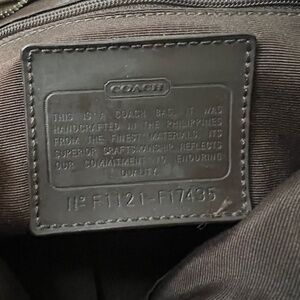 COACH
THIS IS A COACH BAG. IT WAS
HANDCRAFTED IN THE PHILIPPINES
FROM THE FINEST MATERIALS. ITS
SUPERIOR CRAFTSMANSHIP REFLECTS
OUR COMMITMENT TO ENDURING
QUALITY.
Nº F1121-F17435